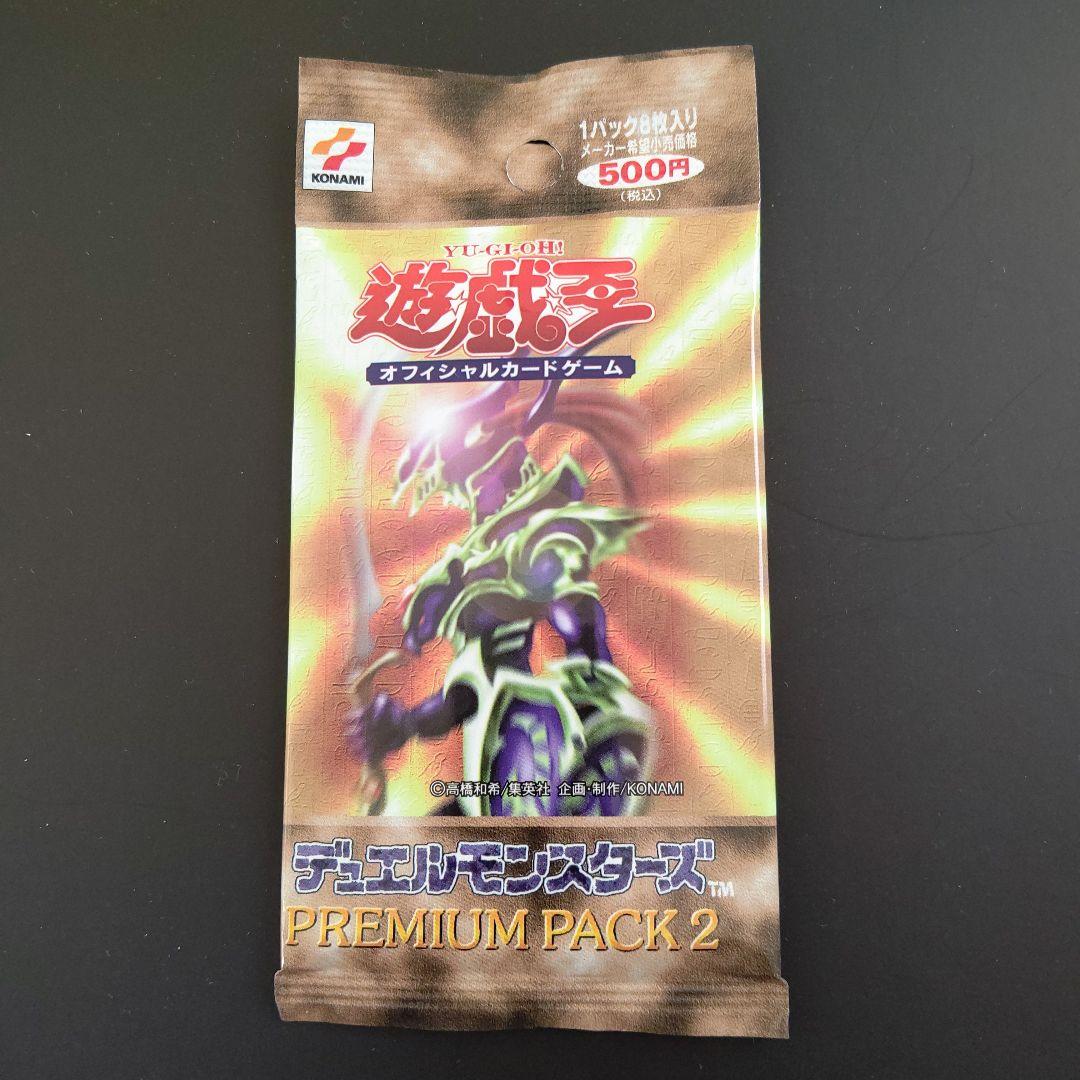 KONAMI
1パック8枚入り
メーカー希望小売価格
500円
(税込)
YU-GI-OH!
遊戯王
オフィシャルカードゲーム
©高橋和希/集英社 企画・制作/KONAMI
デュエルモンスターズ™
PREMIUM PACK 2